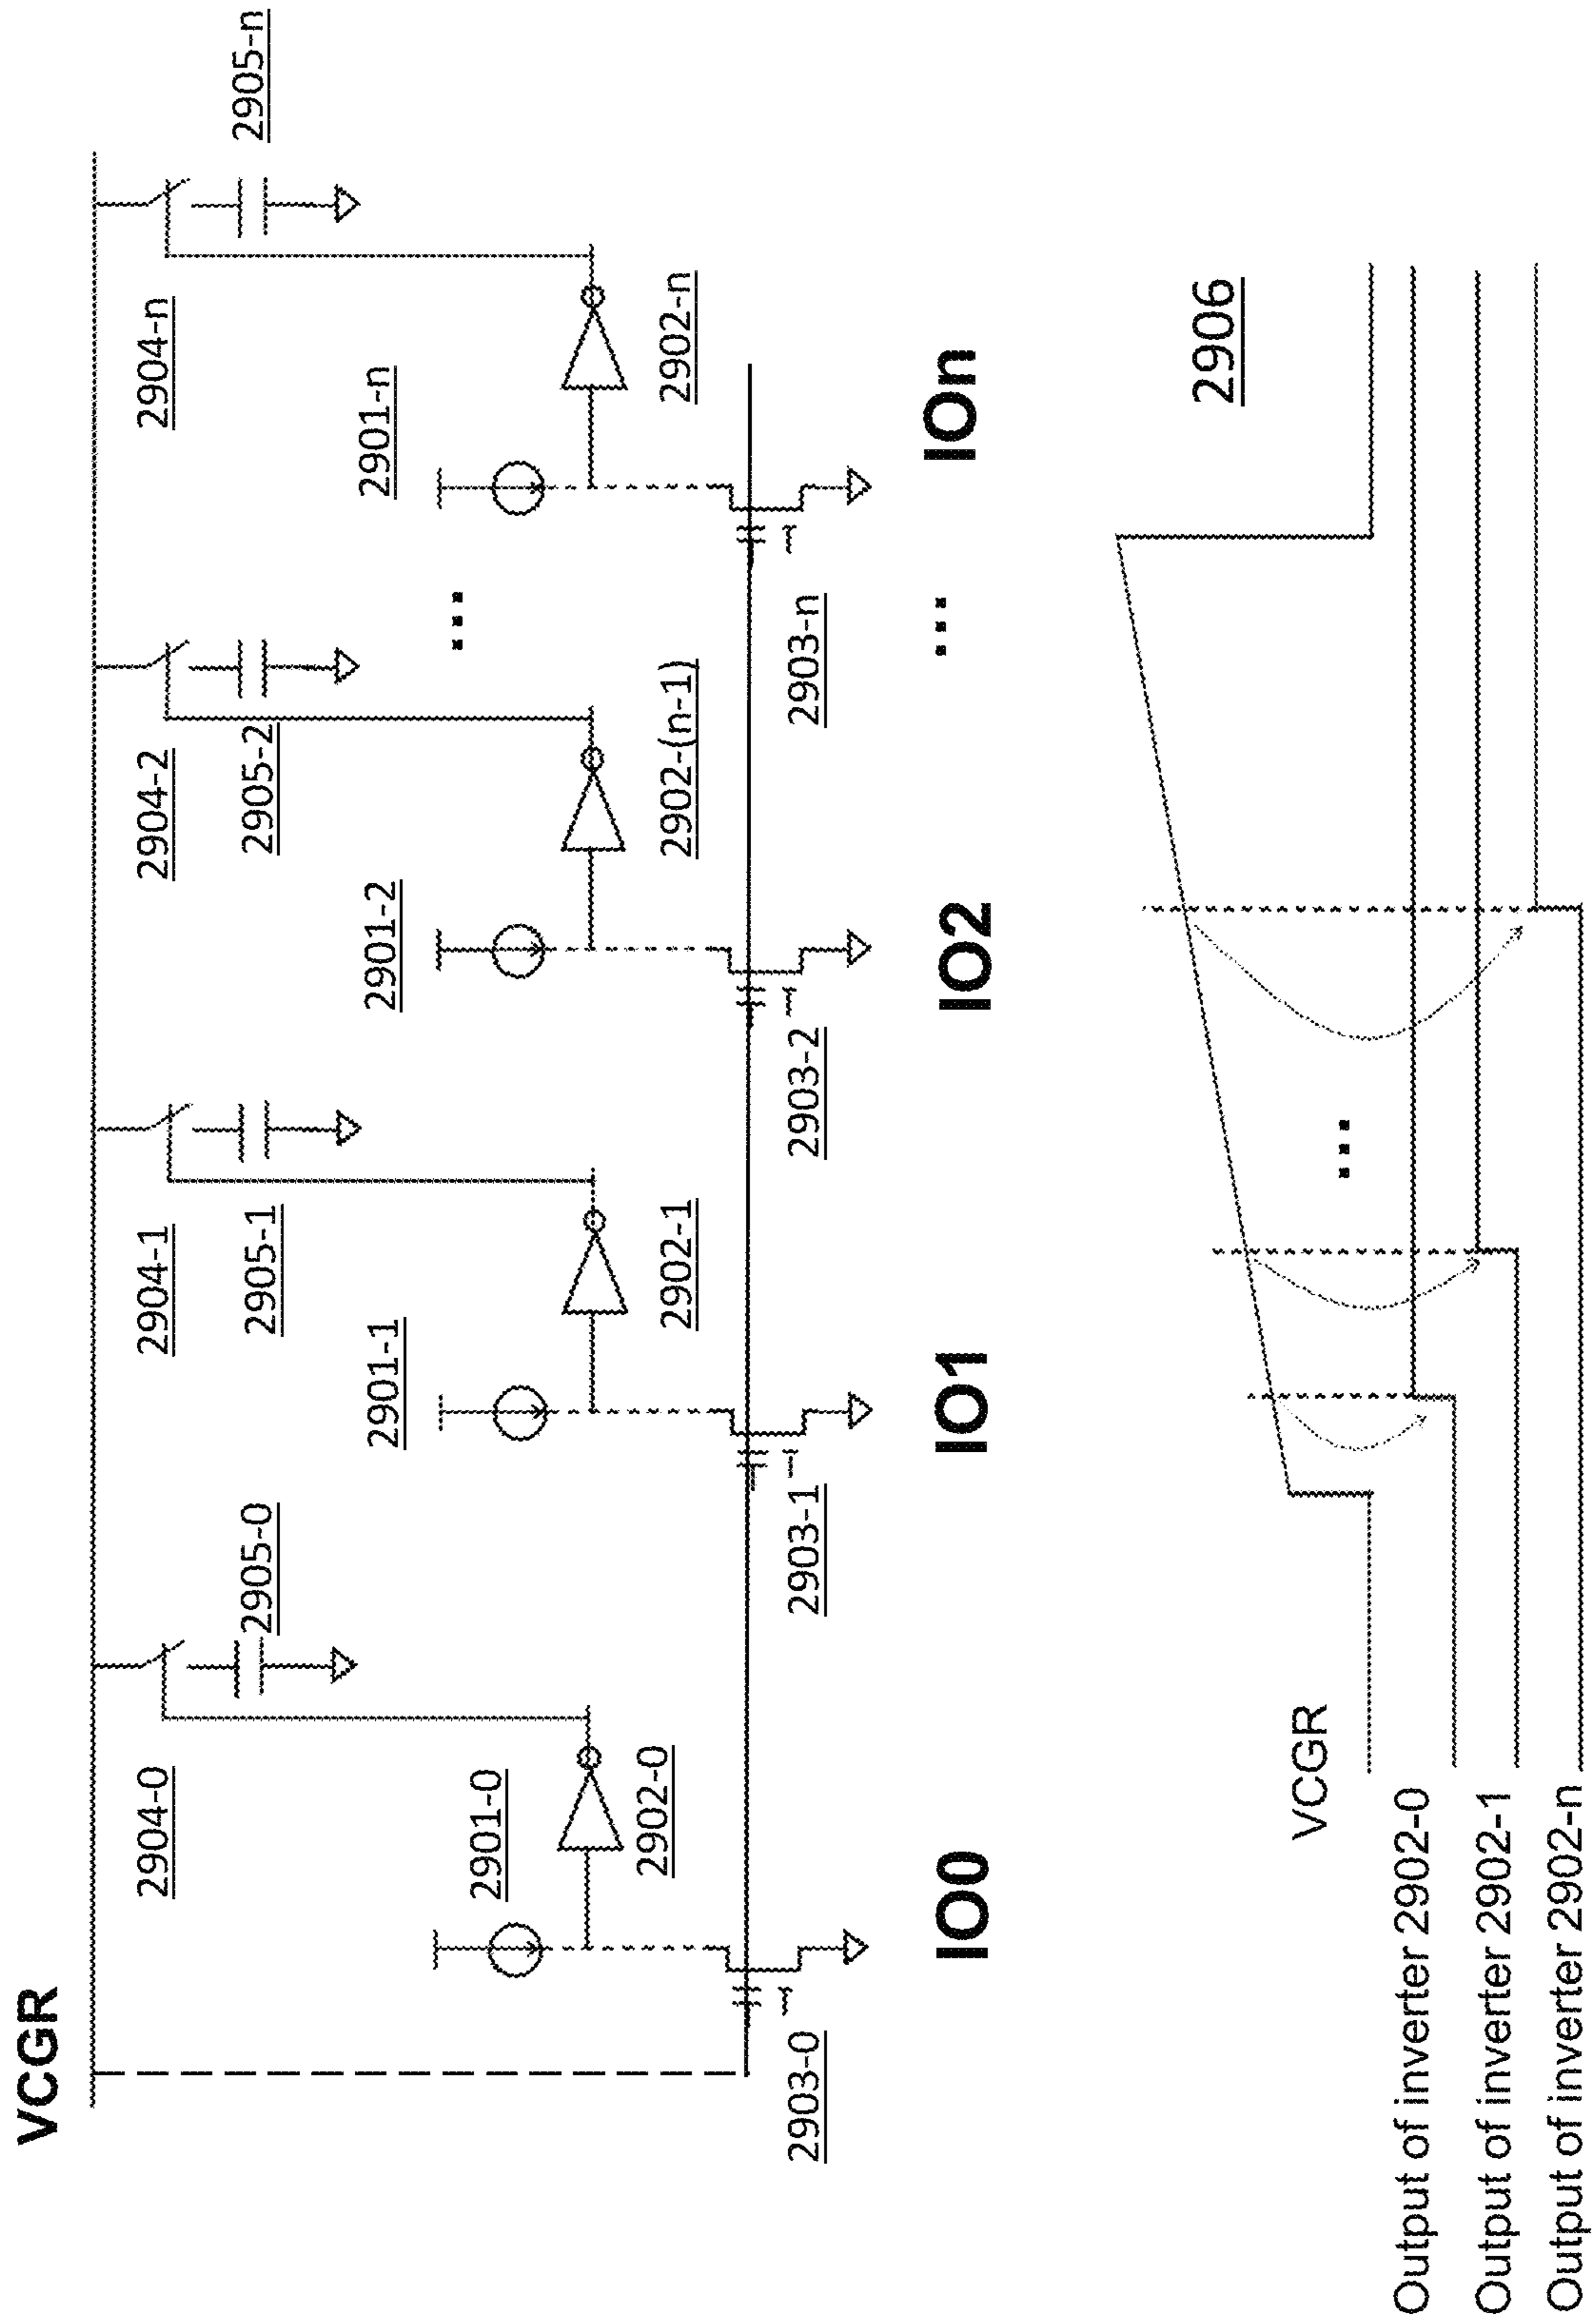 VCGR
2904-0
2905-0
2904-1
2905-1
2904-2
2905-2
2904-n
2905-n
2901-0
2902-0
2901-1
2902-1
2901-2
2902-(n-1)
...
2901-n
2902-n
2903-0
2903-1
2903-2
2903-n
IO0
IO1
IO2
...
IOn
2906
VCGR
...
Output of inverter 2902-0
Output of inverter 2902-1
Output of inverter 2902-n